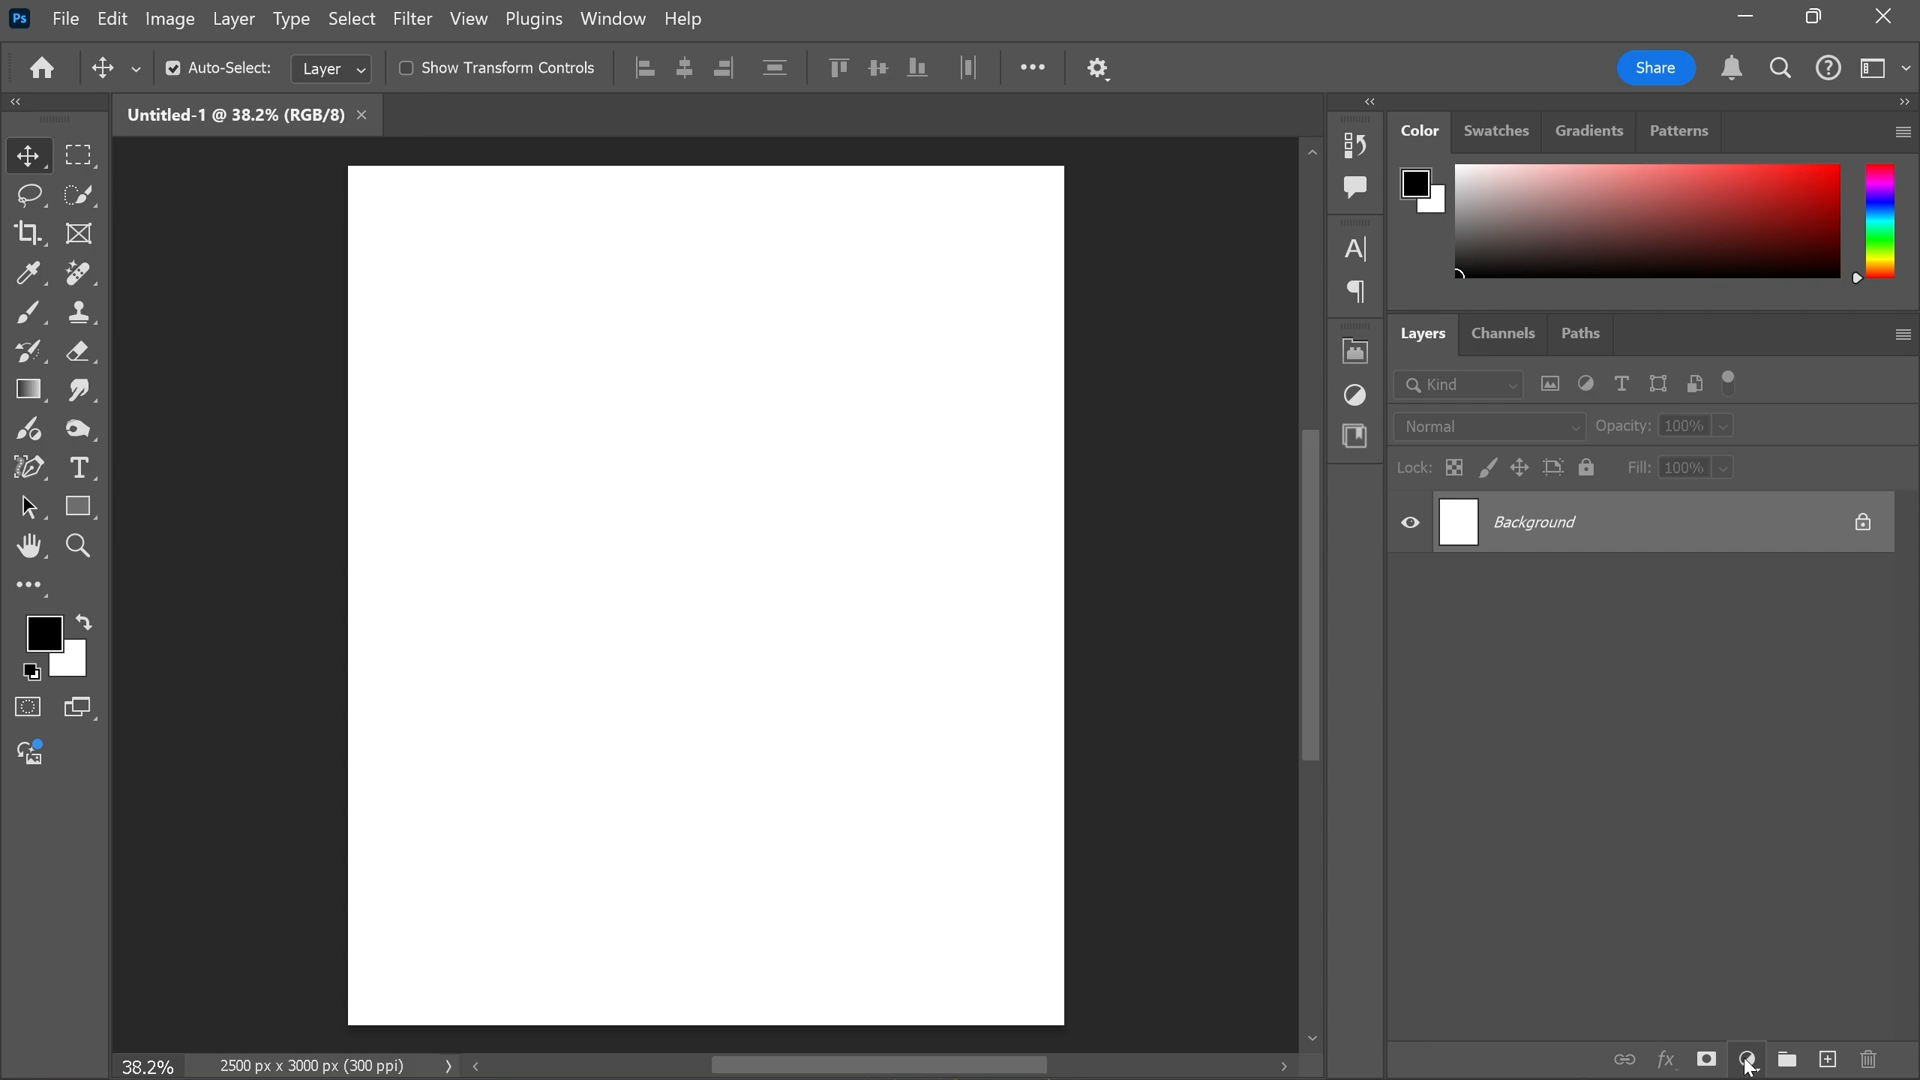 Ps File Edit Image Layer Type Select Filter View Plugins Window Help
Auto-Select: Layer Show Transform Controls Share
Untitled-1 @ 38.2% (RGB/8)
Color Swatches Gradients Patterns
Layers Channels Paths
Kind
Normal Opacity: 100%
Lock: Fill: 100%
Background
38.2% 2500 px x 3000 px (300 ppi)